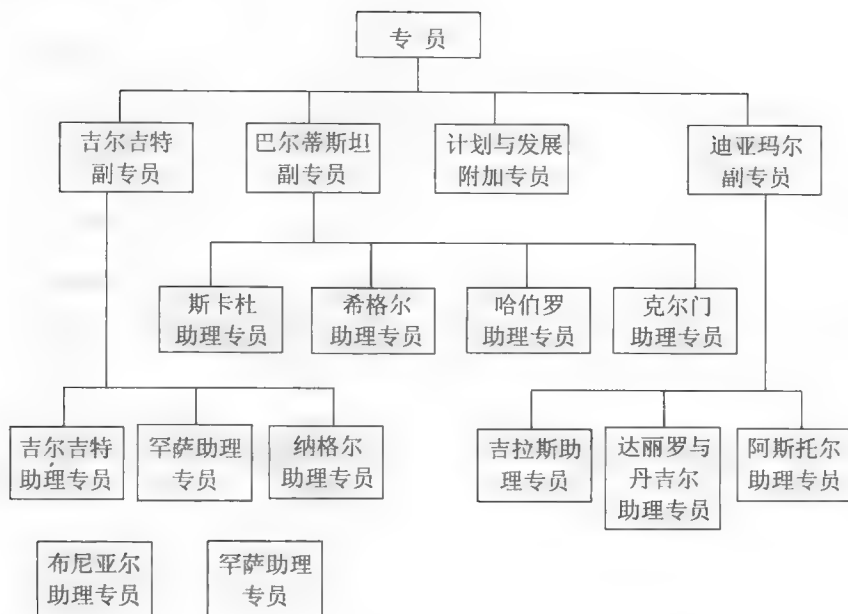 专 员
吉尔吉特
副专员
巴尔蒂斯坦
副专员
计划与发展
附加专员
迪亚玛尔
副专员
斯卡杜
助理专员
希格尔
助理专员
哈伯罗
助理专员
克尔门
助理专员
吉尔吉特
助理专员
罕萨助理
专员
纳格尔
助理专员
吉拉斯助
理专员
达丽罗与
丹吉尔
助理专员
阿斯托尔
助理专员
布尼亚尔
助理专员
罕萨助理
专员